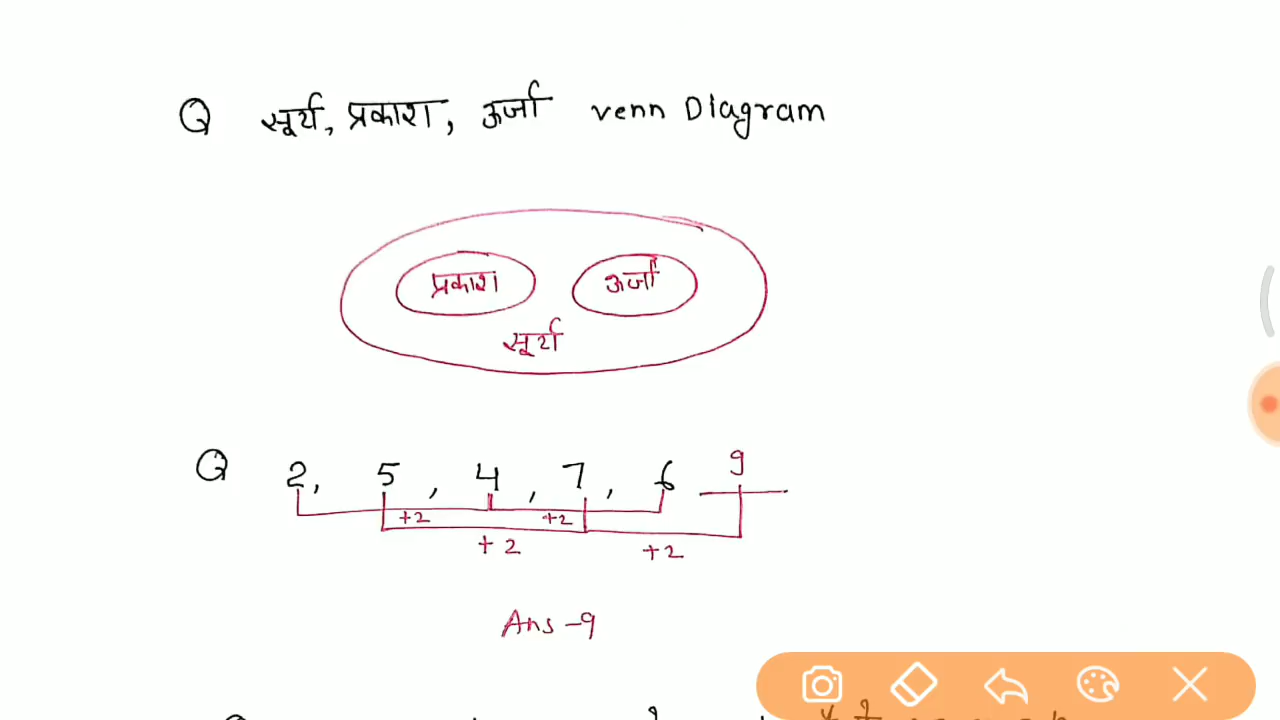 Q सूर्य, प्रकाश, ऊर्जा venn Diagram
प्रकाश ऊर्जा
सूर्य
Q 2, 5, 4, 7, 6 9
+2 +2
+2 +2
Ans - 9